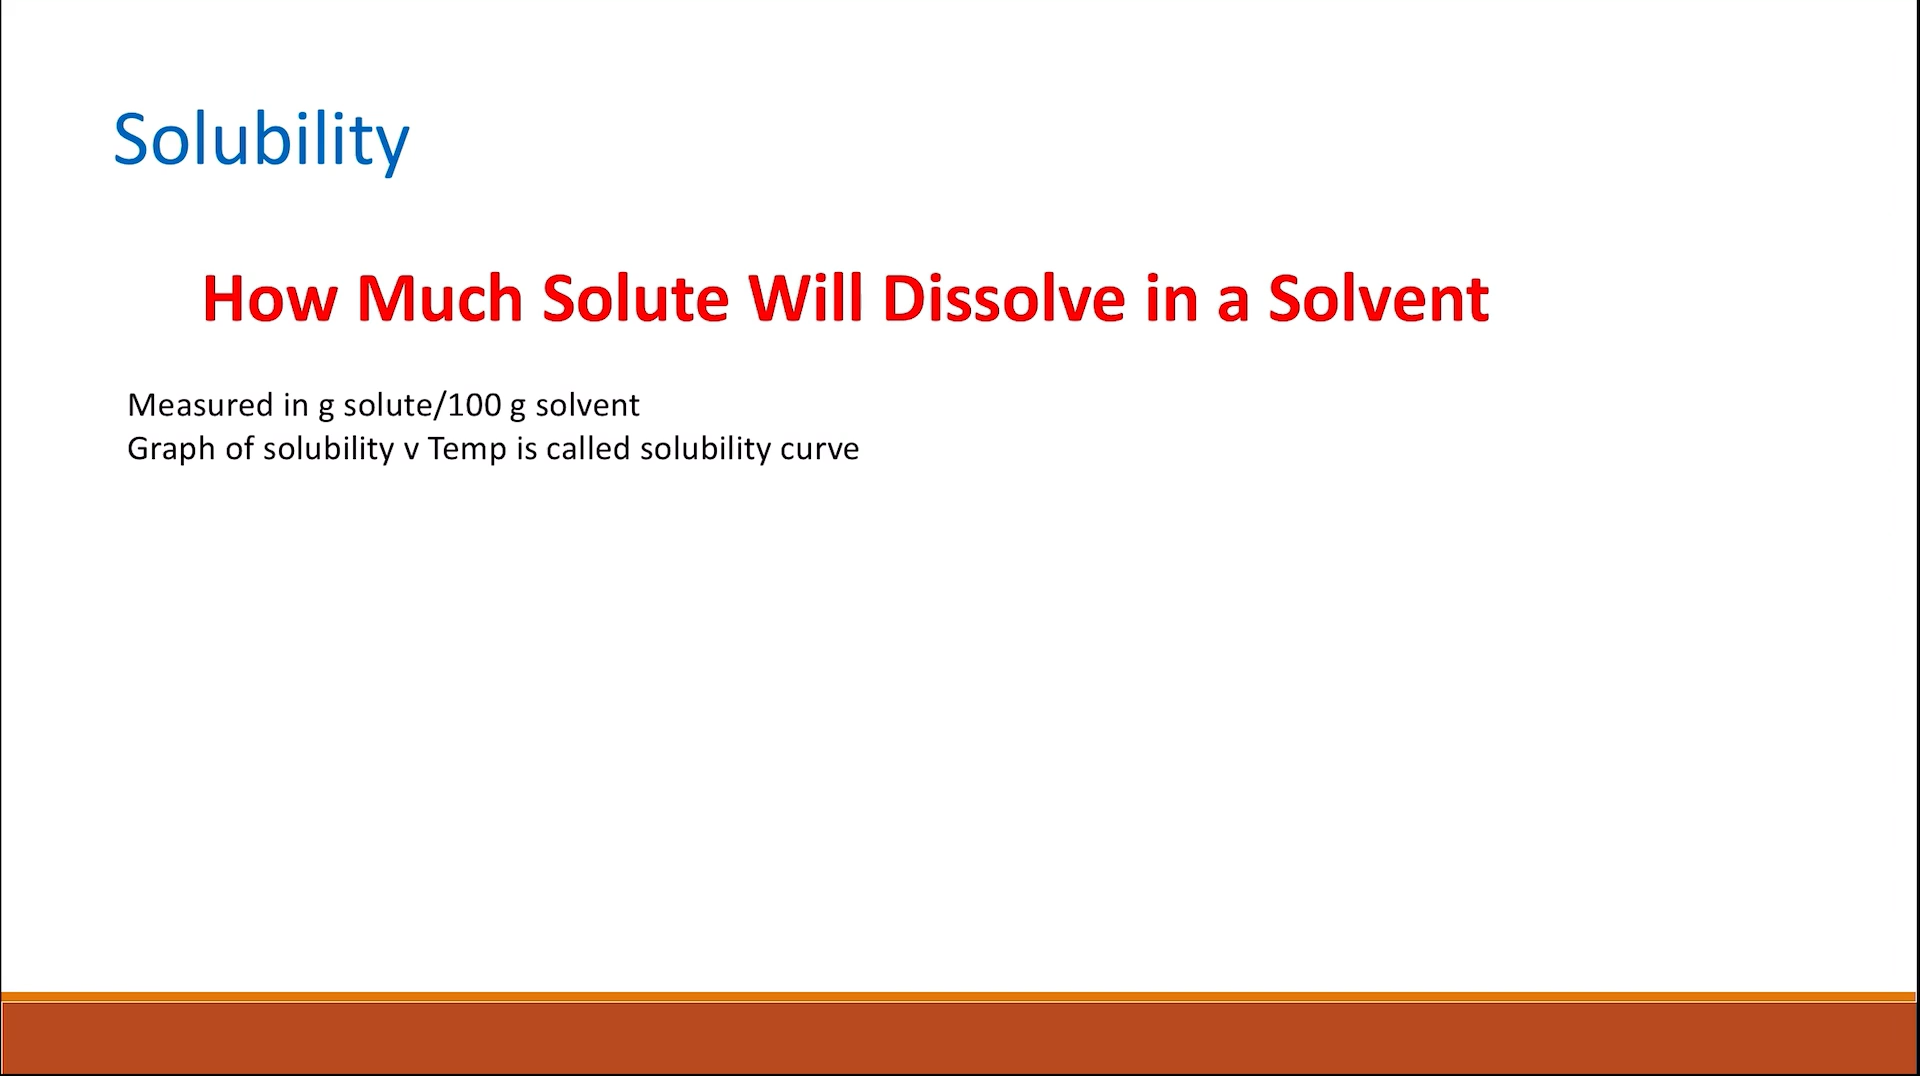 Solubility
How Much Solute Will Dissolve in a Solvent
Measured in g solute/100 g solvent
Graph of solubility v Temp is called solubility curve